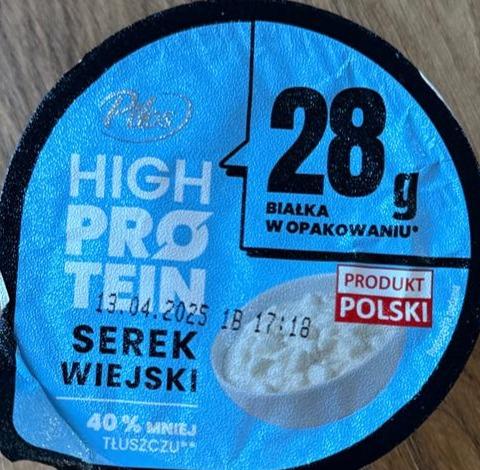 Pilos
28 g
BIAŁKA
W OPAKOWANIU*
HIGH
PRO
TEIN
13.04.2025 1B 17:18
SEREK
WIEJSKI
PRODUKT
POLSKI
40% MNIEJ
TŁUSZCZU**